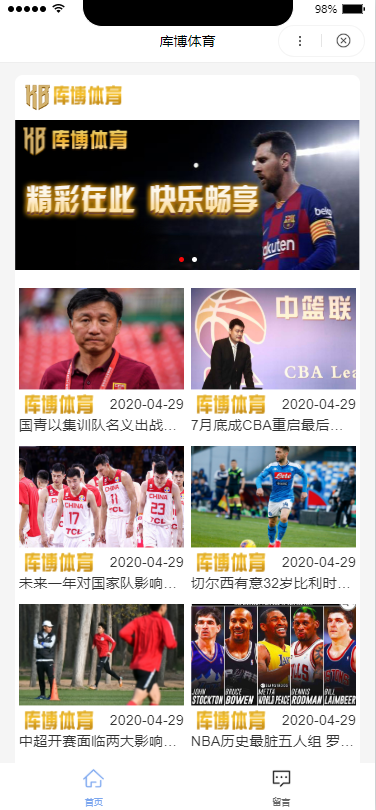 98%
库博体育
KB 库博体育
KB 库博体育
精彩在此 快乐畅享
beko
Rakuten
中篮联
CBA Lea
库博体育 2020-04-29
国青以集训队名义出战...
库博体育 2020-04-29
7月底成CBA重启最后...
CHINA
17
TCL
CHINA
11
CHINA
23
TCL
Lete
库博体育 2020-04-29
未来一年对国家队影响...
库博体育 2020-04-29
切尔西有意32岁比利时...
JOHN
STOCKTON
BRUCE
BOWEN
METTA
WORLD PEACE
DENNIS
RODMAN
BILL
LAIMBEER
库博体育 2020-04-29
中超开赛面临两大影响...
库博体育 2020-04-29
NBA历史最脏五人组 罗...
首页
留言